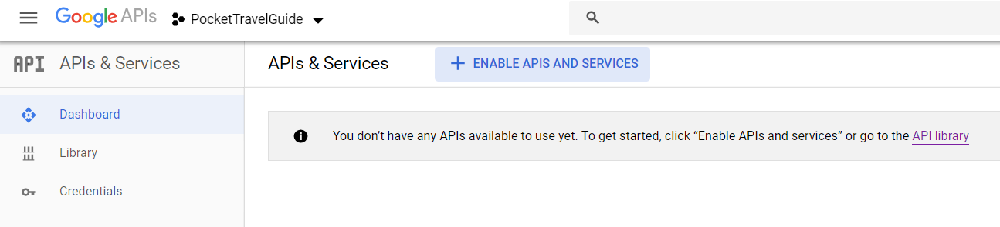 Google APIs PocketTravelGuide
API APIs & Services
APIs & Services + ENABLE APIS AND SERVICES
Dashboard
Library
Credentials
You don’t have any APIs available to use yet. To get started, click “Enable APIs and services” or go to the API library